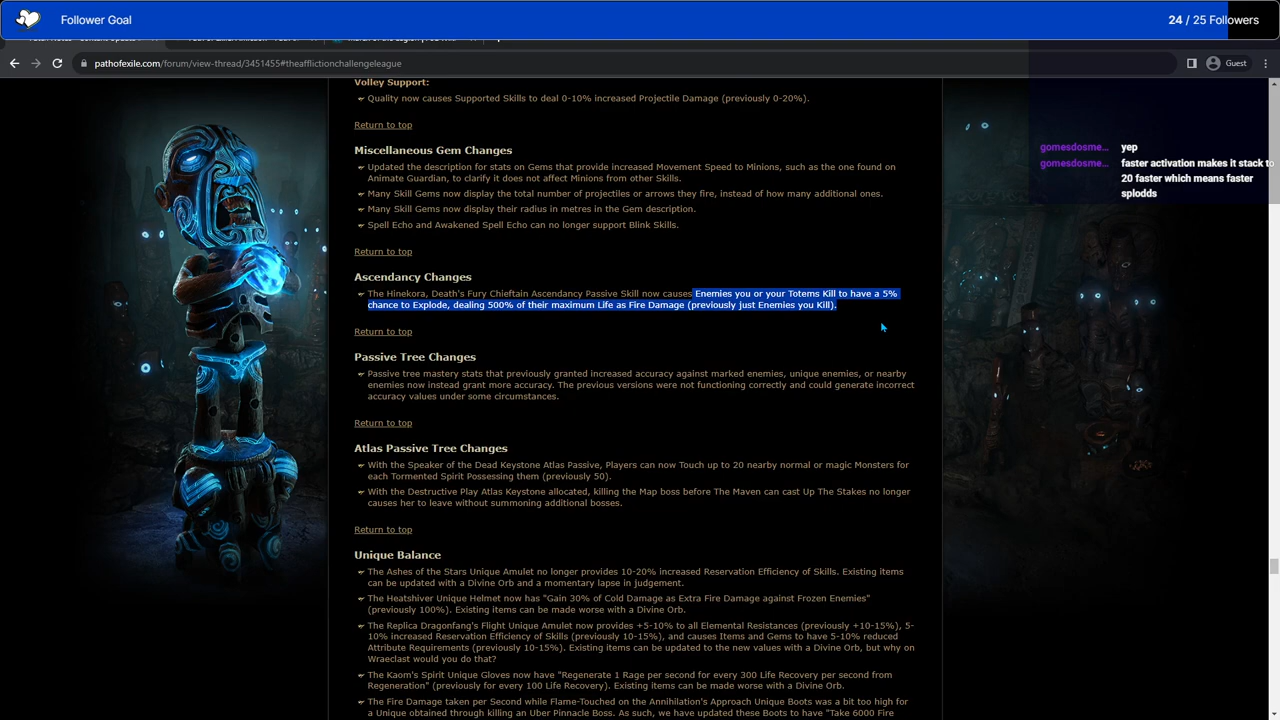 Follower Goal
24 / 25 Followers
pathofexile.com/forum/view-thread/3451455#theafflictionchallengeleague
Guest
Volley Support:
Quality now causes Supported Skills to deal 0-10% increased Projectile Damage (previously 0-20%).
Return to top
Miscellaneous Gem Changes
Updated the description for stats on Gems that provide increased Movement Speed to Minions, such as the one found on
Animate Guardian, to clarify it does not affect Minions from other Skills.
Many Skill Gems now display the total number of projectiles or arrows they fire, instead of how many additional ones.
Many Skill Gems now display their radius in metres in the Gem description.
Spell Echo and Awakened Spell Echo can no longer support Blink Skills.
Return to top
Ascendancy Changes
The Hinekora, Death's Fury Chieftain Ascendancy Passive Skill now causes Enemies you or your Totems Kill to have a 5%
chance to Explode, dealing 500% of their maximum Life as Fire Damage (previously just Enemies you Kill).
Return to top
Passive Tree Changes
Passive tree mastery stats that previously granted increased accuracy against marked enemies, unique enemies, or nearby
enemies now instead grant more accuracy. The previous versions were not functioning correctly and could generate incorrect
accuracy values under some circumstances.
Return to top
Atlas Passive Tree Changes
With the Speaker of the Dead Keystone Atlas Passive, Players can now Touch up to 20 nearby normal or magic Monsters for
each Tormented Spirit Possessing them (previously 50).
With the Destructive Play Atlas Keystone allocated, killing the Map boss before The Maven can cast Up The Stakes no longer
causes her to leave without summoning additional bosses.
Return to top
Unique Balance
The Ashes of the Stars Unique Amulet no longer provides 10-20% increased Reservation Efficiency of Skills. Existing items
can be updated with a Divine Orb and a momentary lapse in judgement.
The Heatshiver Unique Helmet now has "Gain 30% of Cold Damage as Extra Fire Damage against Frozen Enemies"
(previously 100%). Existing items can be made worse with a Divine Orb.
The Replica Dragonfang's Flight Unique Amulet now provides +5-10% to all Elemental Resistances (previously +10-15%), 5-
10% increased Reservation Efficiency of Skills (previously 10-15%), and causes Items and Gems to have 5-10% reduced
Attribute Requirements (previously 10-15%). Existing items can be updated to the new values with a Divine Orb, but why on
Wraeclast would you do that?
The Kaom's Spirit Unique Gloves now have "Regenerate 1 Rage per second for every 300 Life Recovery per second from
Regeneration" (previously for every 100 Life Recovery). Existing items can be made worse with a Divine Orb.
The Fire Damage taken per Second while Flame-Touched on the Annihilation's Approach Unique Boots was a bit too high for
a Unique obtained through killing an Uber Pinnacle Boss. As such, we have updated these Boots to have "Take 6000 Fire
gomesdosme... yep
gomesdosme... faster activation makes it stack to
20 faster which means faster
splodds